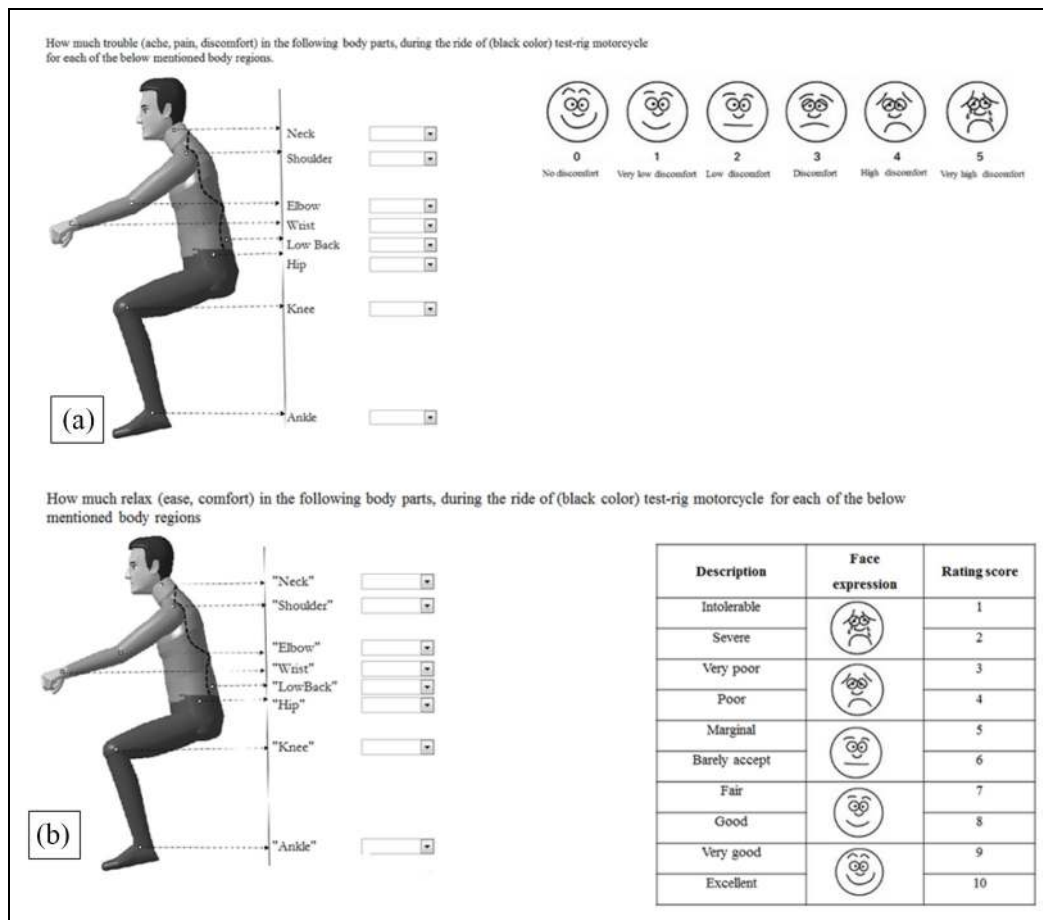 How much trouble (ache, pain, discomfort) in the following body parts, during the ride of (black color) test-rig motorcycle
for each of the below mentioned body regions.
Neck
Shoulder
Elbow
Wrist
Low Back
Hip
Knee
Ankle
0 1 2 3 4 5
No discomfort Very low discomfort Low discomfort Discomfort High discomfort Very high discomfort
(a)
How much relax (ease, comfort) in the following body parts, during the ride of (black color) test-rig motorcycle for each of the below
mentioned body regions
"Neck"
"Shoulder"
"Elbow"
"Wrist"
"LowBack"
"Hip"
"Knee"
"Ankle"
(b)
Description Face expression Rating score
Intolerable 1
Severe 2
Very poor 3
Poor 4
Marginal 5
Barely accept 6
Fair 7
Good 8
Very good 9
Excellent 10